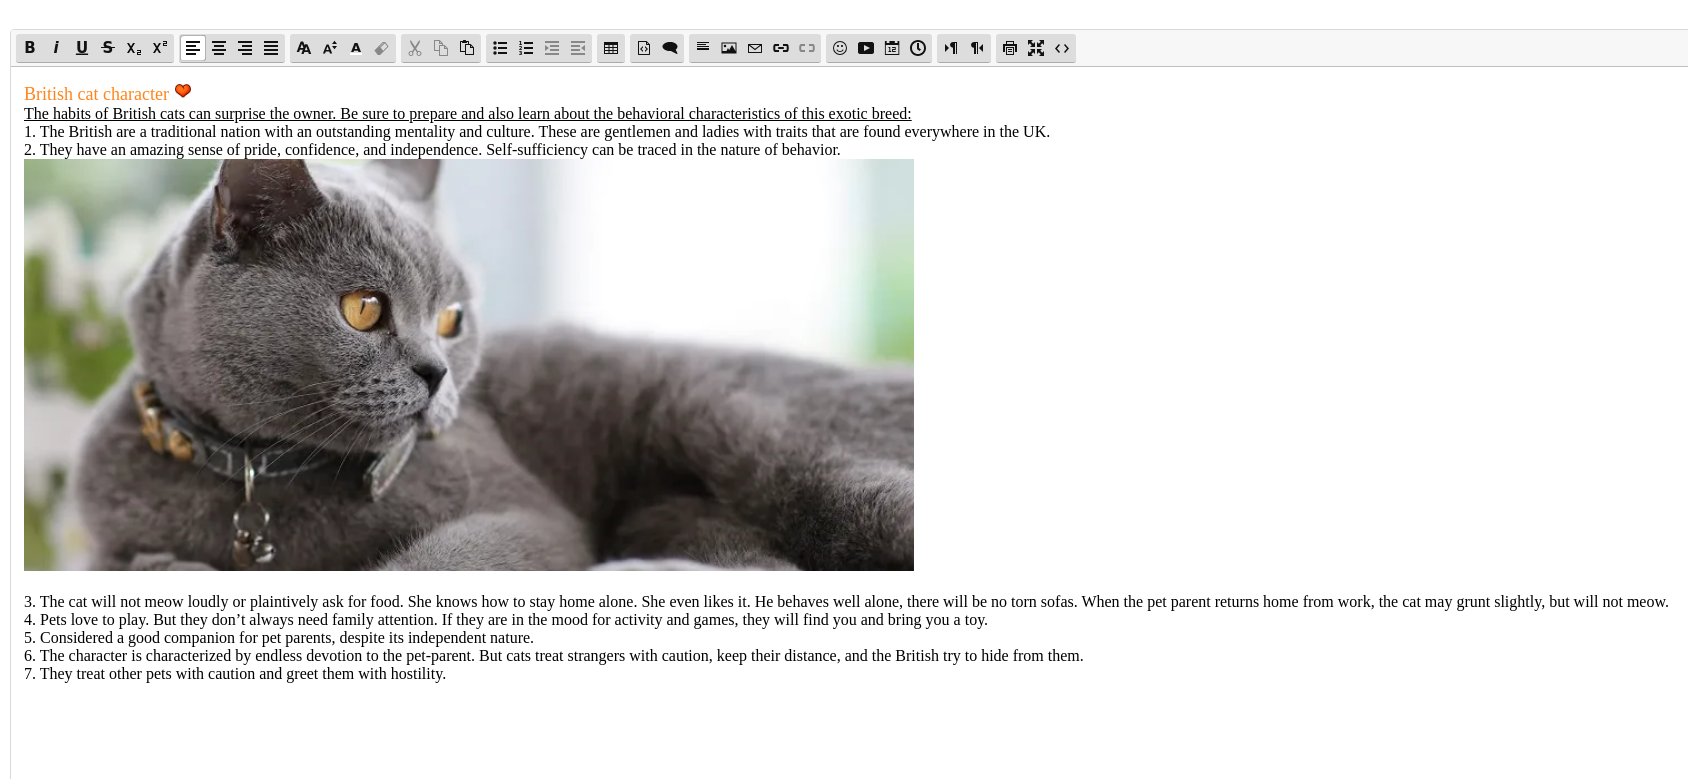 British cat character
The habits of British cats can surprise the owner. Be sure to prepare and also learn about the behavioral characteristics of this exotic breed:
1. The British are a traditional nation with an outstanding mentality and culture. These are gentlemen and ladies with traits that are found everywhere in the UK.
2. They have an amazing sense of pride, confidence, and independence. Self-sufficiency can be traced in the nature of behavior.
3. The cat will not meow loudly or plaintively ask for food. She knows how to stay home alone. She even likes it. He behaves well alone, there will be no torn sofas. When the pet parent returns home from work, the cat may grunt slightly, but will not meow.
4. Pets love to play. But they don’t always need family attention. If they are in the mood for activity and games, they will find you and bring you a toy.
5. Considered a good companion for pet parents, despite its independent nature.
6. The character is characterized by endless devotion to the pet-parent. But cats treat strangers with caution, keep their distance, and the British try to hide from them.
7. They treat other pets with caution and greet them with hostility.